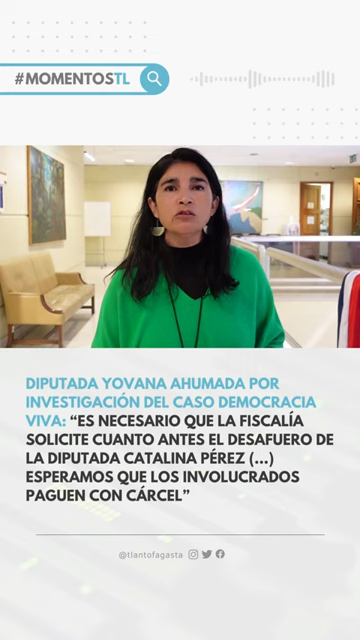 #MOMENTOSTL
DIPUTADA YOVANA AHUMADA POR
INVESTIGACIÓN DEL CASO DEMOCRACIA
VIVA: “ES NECESARIO QUE LA FISCALÍA
SOLICITE CUANTO ANTES EL DESAFUERO DE
LA DIPUTADA CATALINA PÉREZ (...)
ESPERAMOS QUE LOS INVOLUCRADOS
PAGUEN CON CÁRCEL”
@tlantofagasta